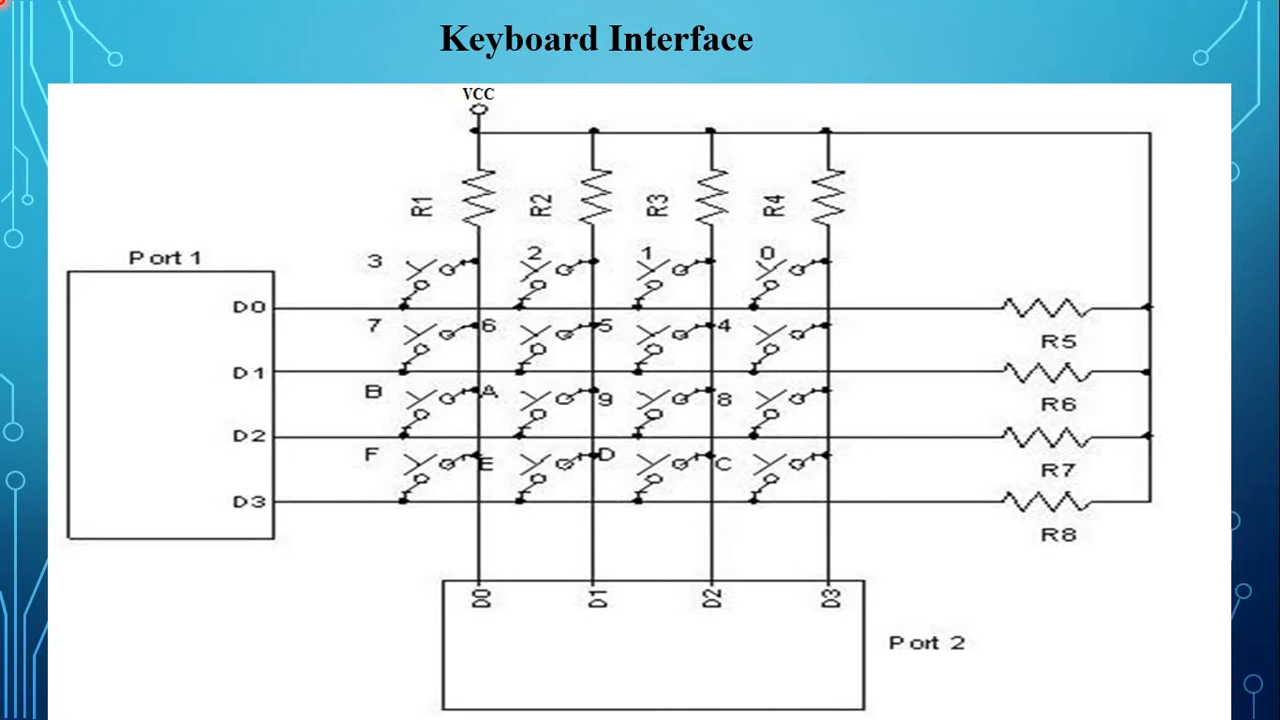 Keyboard Interface
VCC
R1 R2 R3 R4
Port 1
3 2 1 0
D0
R5
7 6 5 4
D1
R6
B A 9 8
D2
R7
F E D C
D3
R8
D0 D1 D2 D3
Port 2